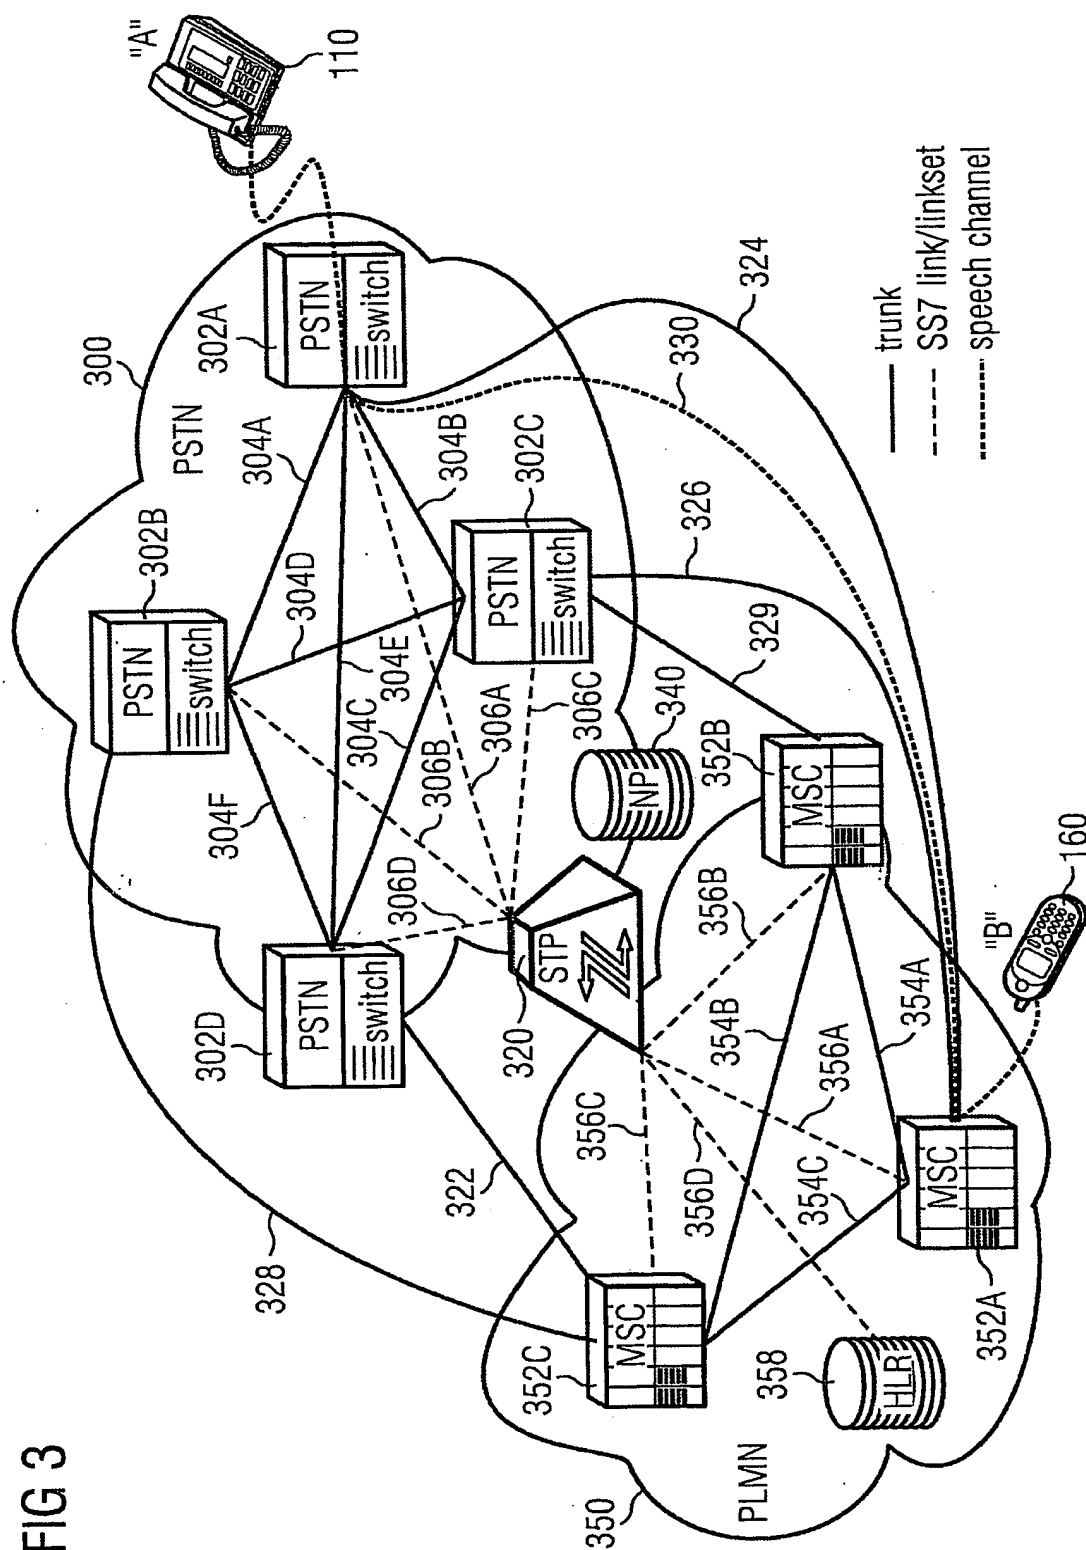 FIG 3
"A"
110
300
PSTN
302A
PSTN
switch
302B
PSTN
switch
302C
PSTN
switch
302D
PSTN
switch
304A
304B
304D
304E
304C
304F
306A
306B
306C
306D
324
330
326
329
340
NP
STP
320
322
328
352B
MSC
356B
354B
354A
356A
356C
356D
354C
352C
MSC
352A
MSC
358
HLR
PLMN
350
"B"
160
trunk
SS7 link/linkset
speech channel